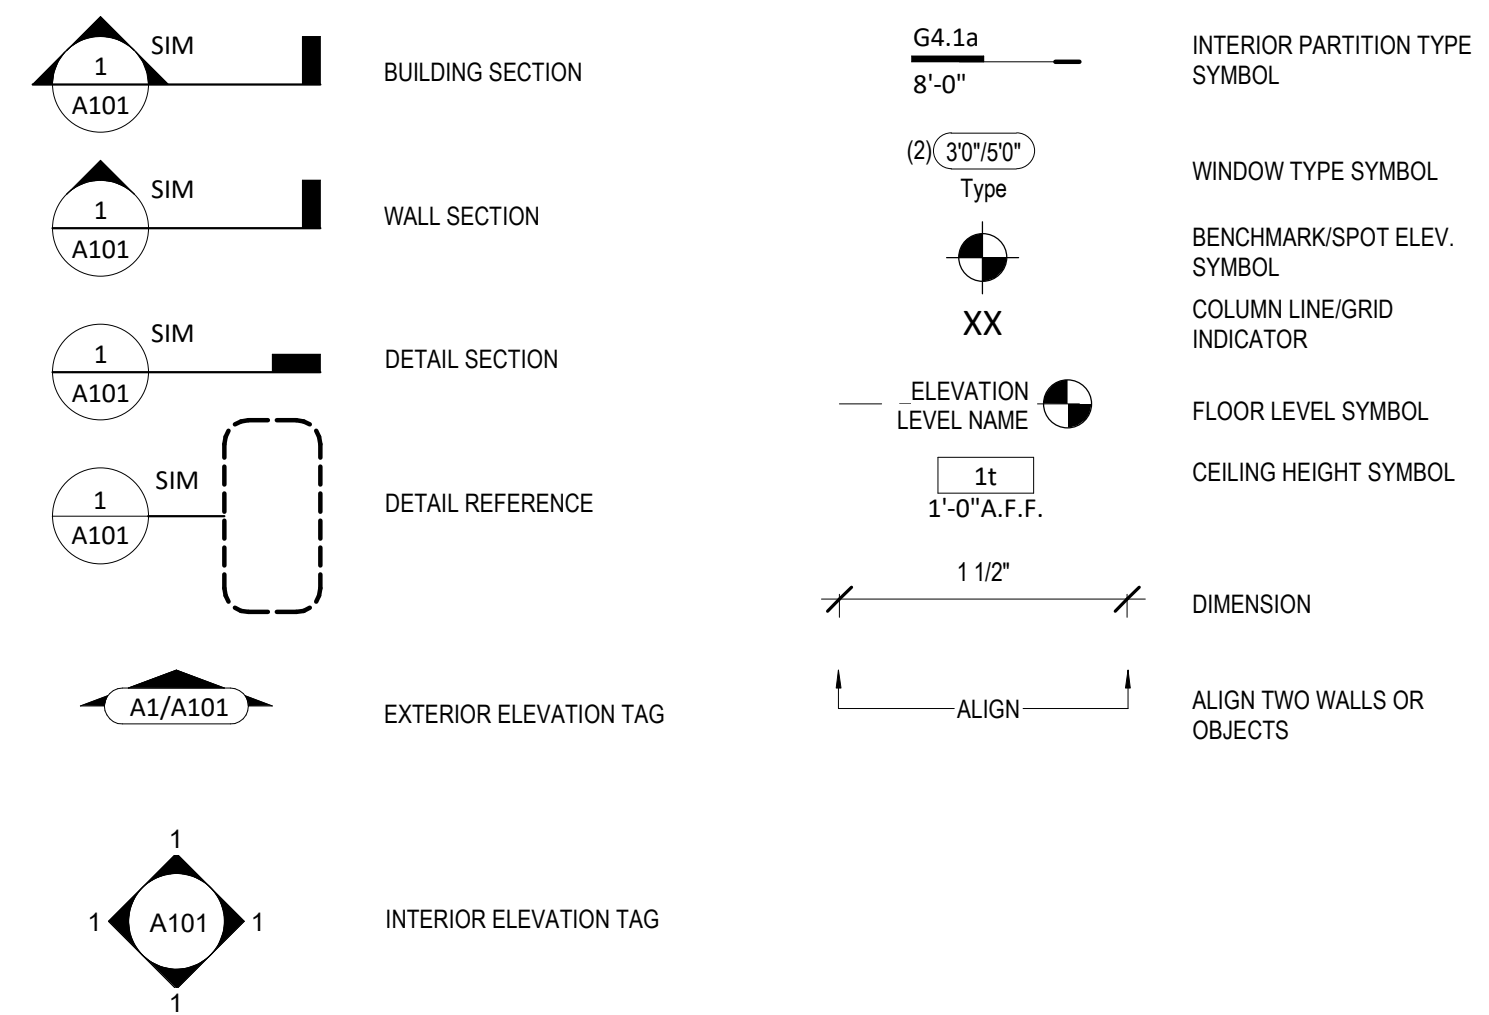 SIM
1
A101
BUILDING SECTION
SIM
1
A101
WALL SECTION
SIM
1
A101
DETAIL SECTION
SIM
1
A101
DETAIL REFERENCE
A1/A101
EXTERIOR ELEVATION TAG
1
1 A101 1
1
INTERIOR ELEVATION TAG
G4.1a
8'-0"
INTERIOR PARTITION TYPE
SYMBOL
(2) 3'0"/5'0"
Type
WINDOW TYPE SYMBOL
BENCHMARK/SPOT ELEV.
SYMBOL
XX
COLUMN LINE/GRID
INDICATOR
ELEVATION
LEVEL NAME
FLOOR LEVEL SYMBOL
1t
1'-0"A.F.F.
CEILING HEIGHT SYMBOL
1 1/2"
DIMENSION
ALIGN
ALIGN TWO WALLS OR
OBJECTS